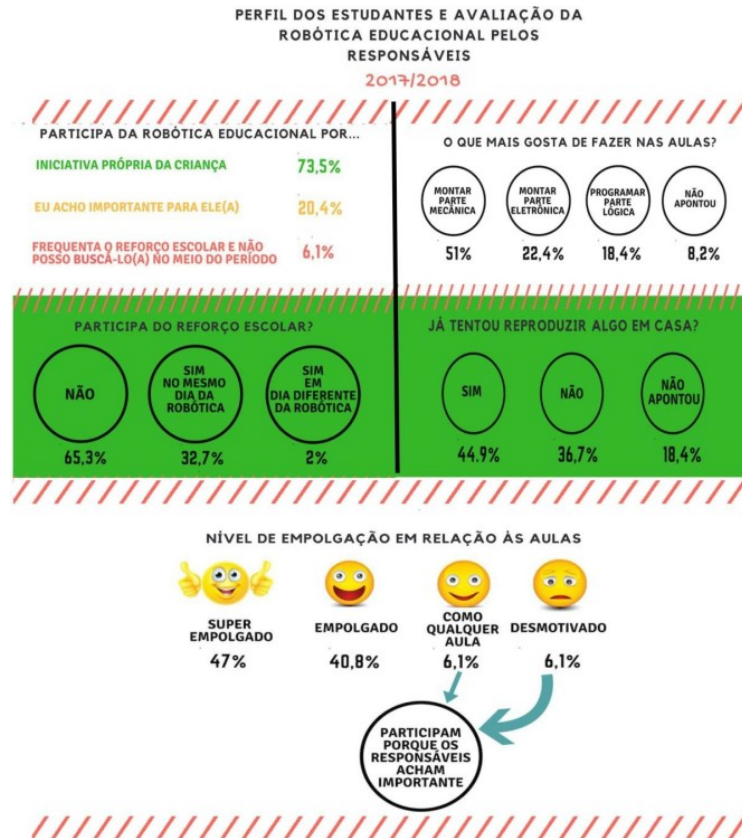 PERFIL DOS ESTUDANTES E AVALIAÇÃO DA
ROBÓTICA EDUCACIONAL PELOS
RESPONSÁVEIS
2017/2018
PARTICIPA DA ROBÓTICA EDUCACIONAL POR...
INICIATIVA PRÓPRIA DA CRIANÇA 73,5%
EU ACHO IMPORTANTE PARA ELE(A) 20,4%
FREQUENTA O REFORÇO ESCOLAR E NÃO
POSSO BUSCÁ-LO(A) NO MEIO DO PERÍODO 6,1%
O QUE MAIS GOSTA DE FAZER NAS AULAS?
MONTAR
PARTE
MECÂNICA
51%
MONTAR
PARTE
ELETRÔNICA
22,4%
PROGRAMAR
PARTE
LÓGICA
18,4%
NÃO
APONTOU
8,2%
PARTICIPA DO REFORÇO ESCOLAR?
NÃO
65,3%
SIM
NO MESMO
DIA DA
ROBÓTICA
32,7%
SIM
EM
DIA DIFERENTE
DA ROBÓTICA
2%
JÁ TENTOU REPRODUZIR ALGO EM CASA?
SIM
44.9%
NÃO
36,7%
NÃO
APONTOU
18,4%
NÍVEL DE EMPOLGAÇÃO EM RELAÇÃO ÀS AULAS
SUPER
EMPOLGADO
47%
EMPOLGADO
40,8%
COMO
QUALQUER
AULA
6,1%
DESMOTIVADO
6,1%
PARTICIPAM
PORQUE OS
RESPONSÁVEIS
ACHAM
IMPORTANTE